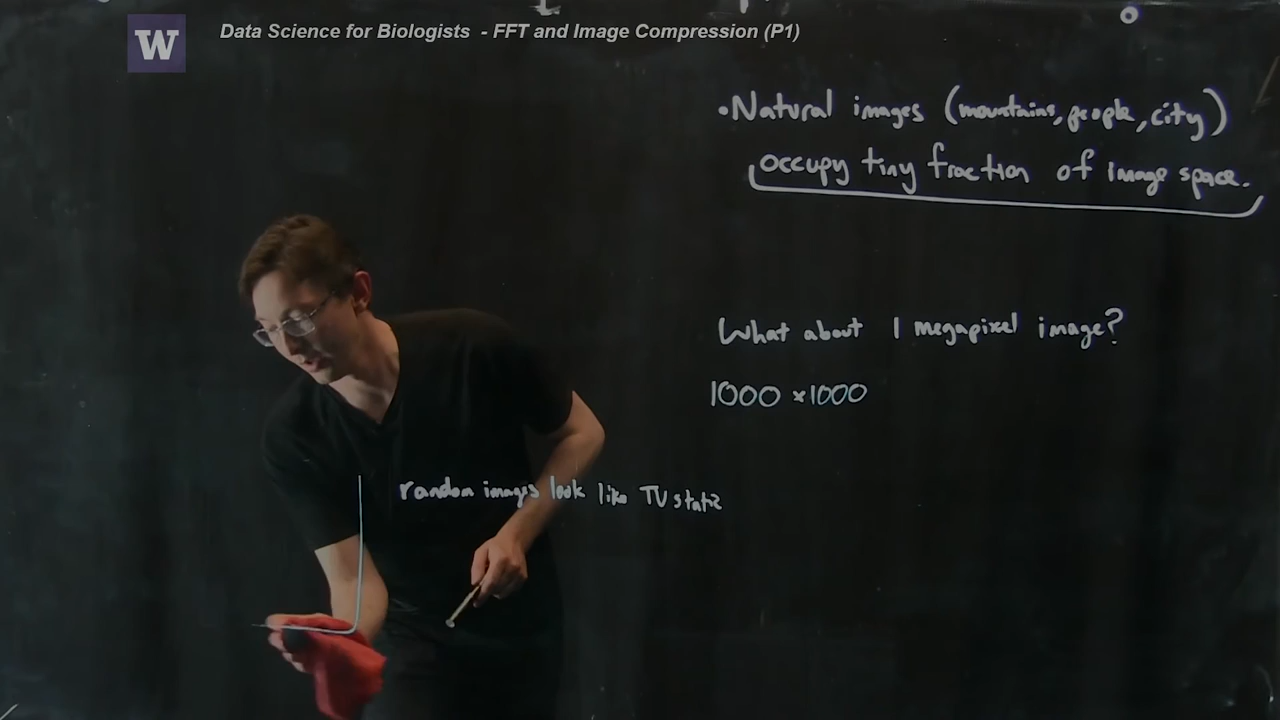 W
Data Science for Biologists - FFT and Image Compression (P1)
• Natural images (mountains, people, city)
occupy tiny fraction of image space.
What about 1 megapixel image?
1000 × 1000
random images look like TV static